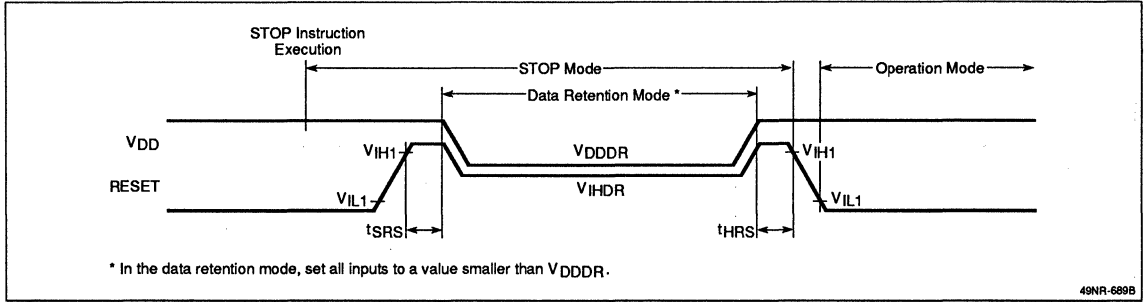 STOP Instruction
Execution
STOP Mode
Operation Mode
Data Retention Mode *
VDD
VIH1
VDDDR
VIH1
RESET
VIHDR
VIL1
VIL1
tSRS
tHRS
* In the data retention mode, set all inputs to a value smaller than VDDDR.
49NR-689B